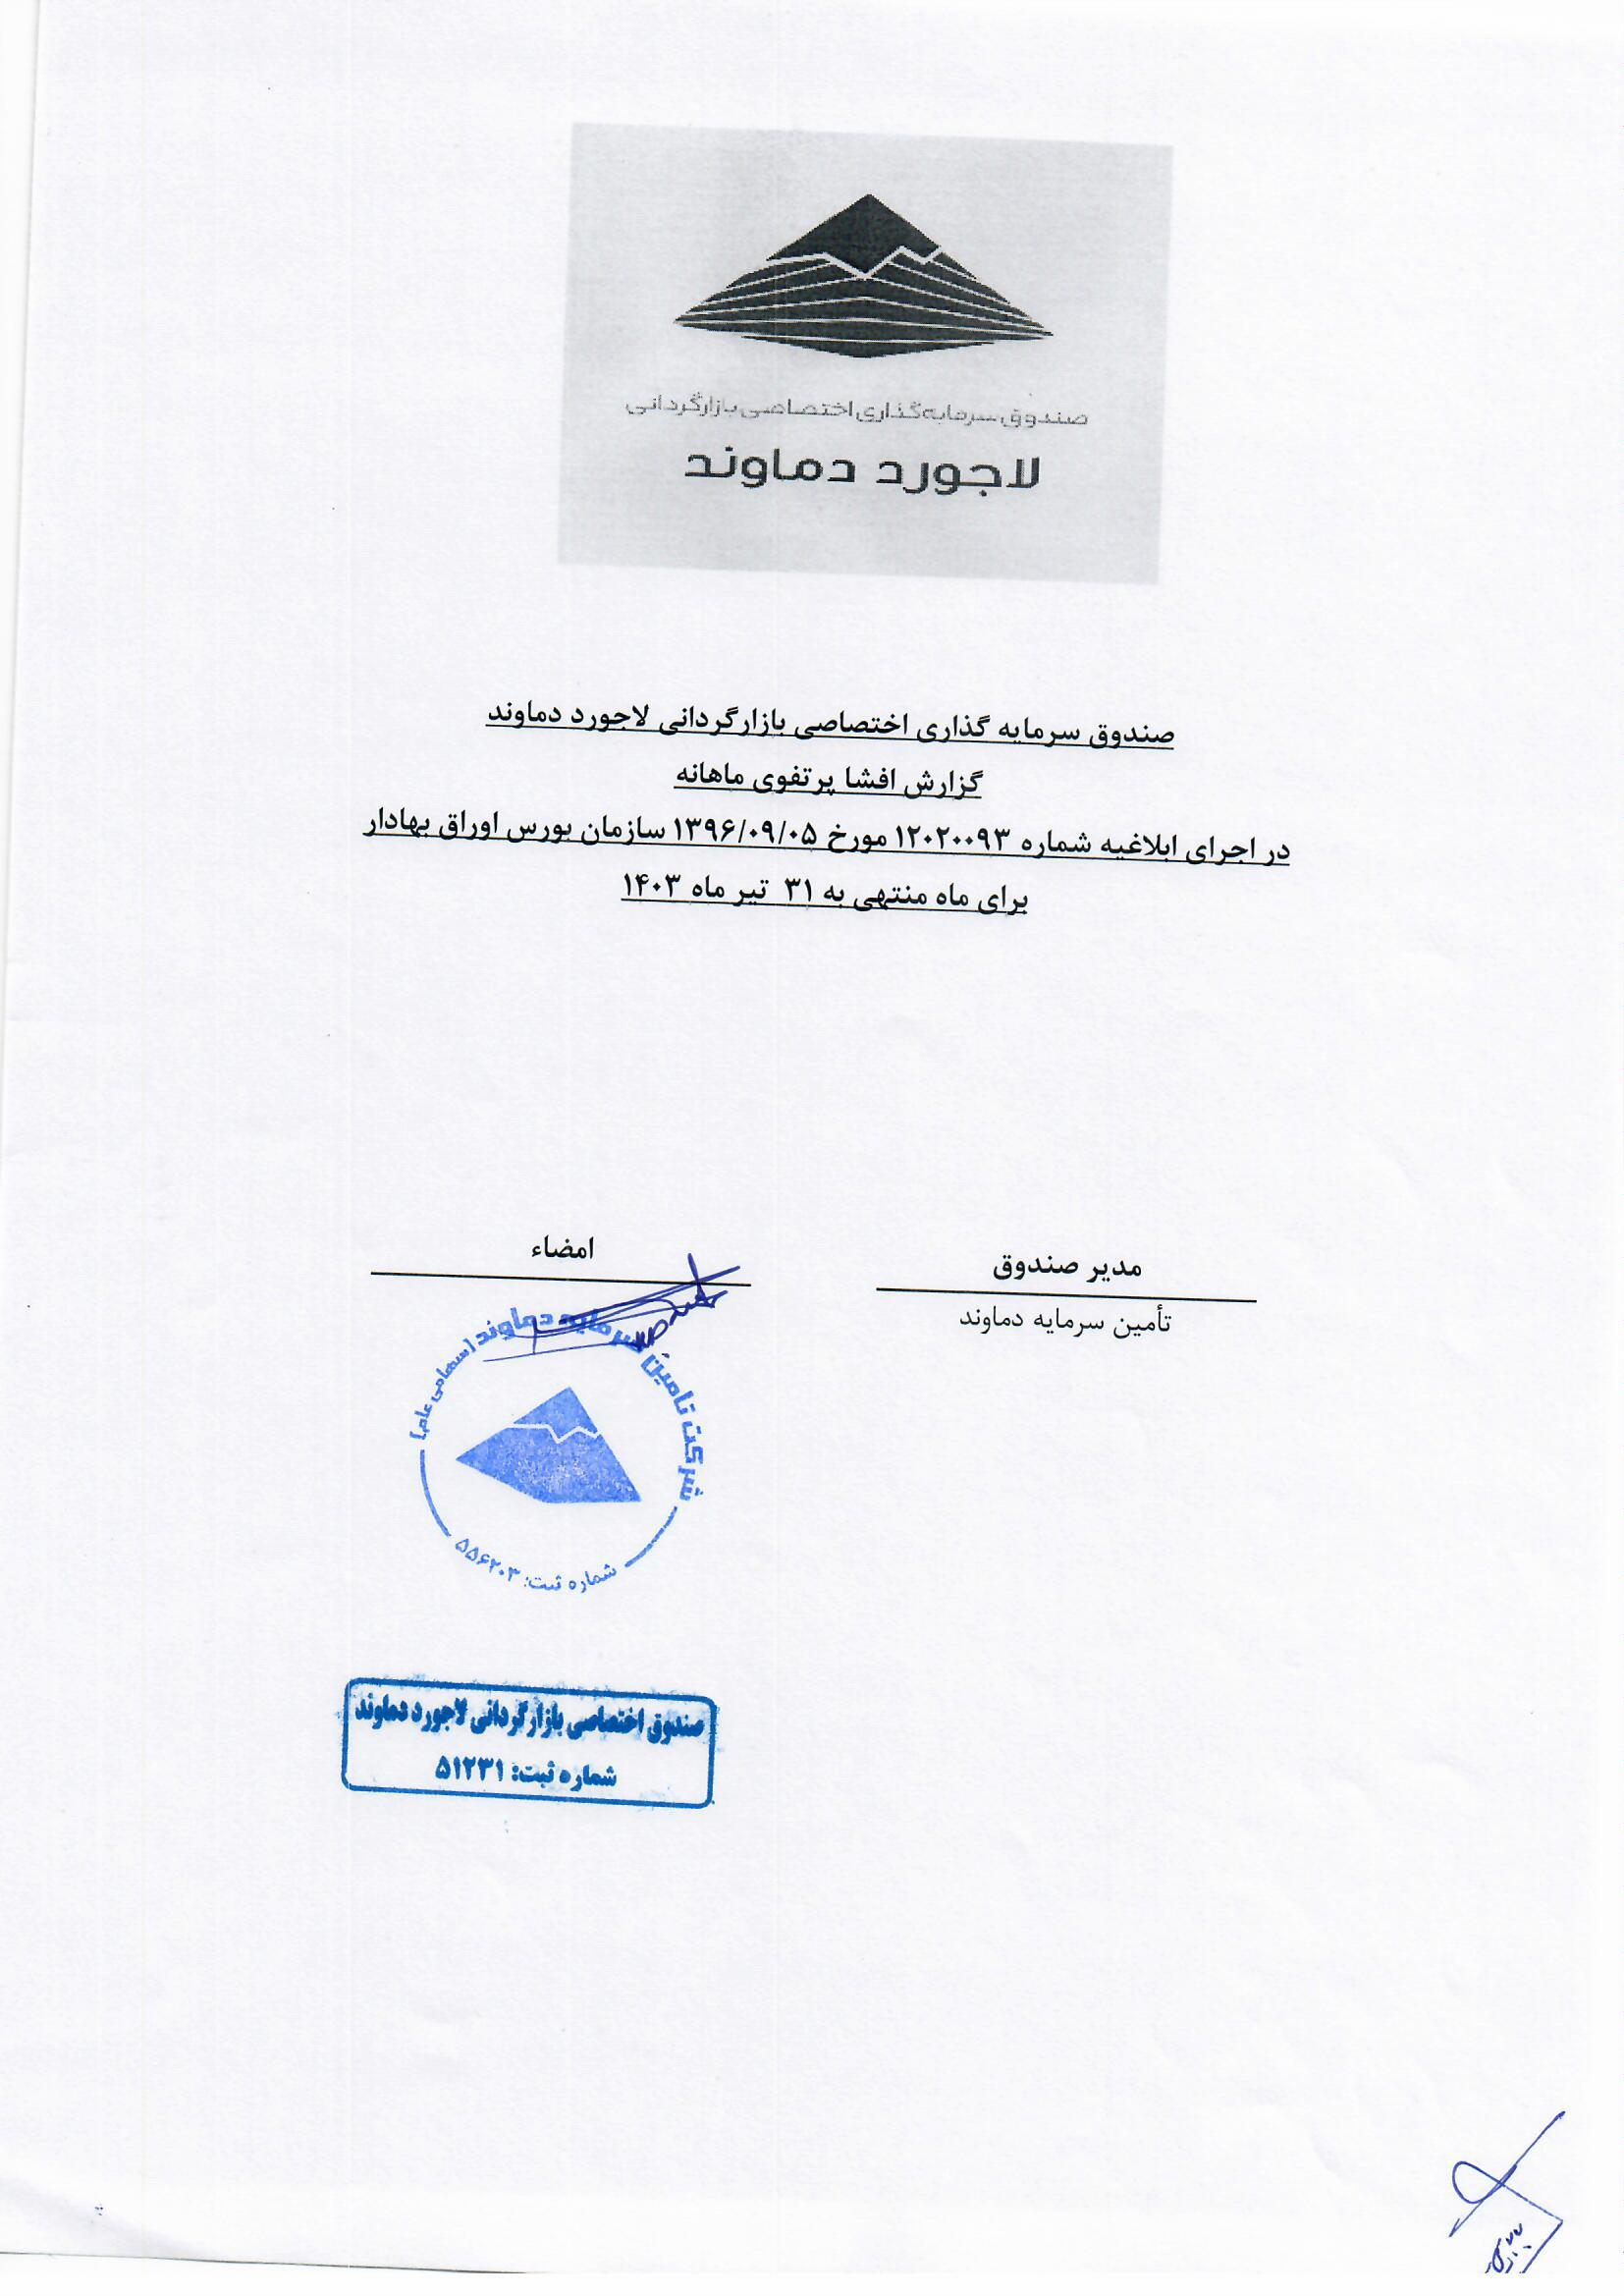 صندوق سرمایه‌گذاری اختصاصی بازارگردانی
لاجورد دماوند
صندوق سرمایه گذاری اختصاصی بازارگردانی لاجورد دماوند
گزارش افشا پرتفوی ماهانه
در اجرای ابلاغیه شماره ۱۲۰۲۰۰۹۳ مورخ ۱۳۹۶/۰۹/۰۵ سازمان بورس اوراق بهادار
برای ماه منتهی به ۳۱ تیر ماه ۱۴۰۳
مدیر صندوق
امضاء
تأمین سرمایه دماوند
شرکت تامین سرمایه دماوند (سهامی عام)
شماره ثبت: ۵۵۶۲۰۳
صندوق اختصاصی بازارگردانی لاجورد دماوند
شماره ثبت: ۵۱۲۳۱